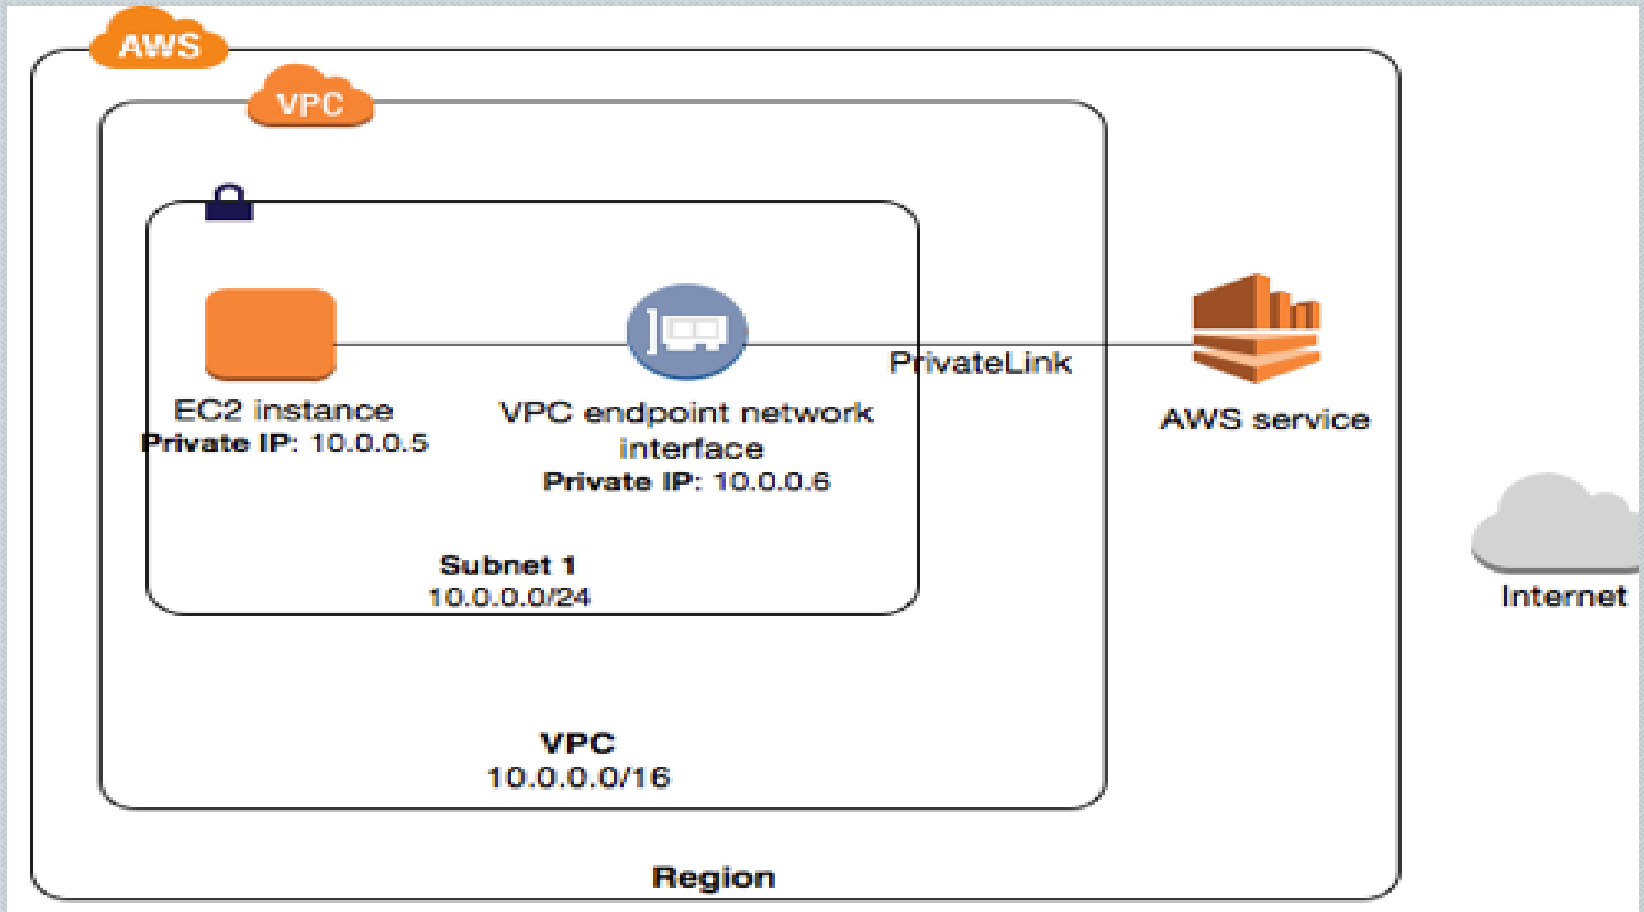 AWS
VPC
EC2 instance
Private IP: 10.0.0.5
VPC endpoint network
interface
Private IP: 10.0.0.6
PrivateLink
AWS service
Internet
Subnet 1
10.0.0.0/24
VPC
10.0.0.0/16
Region